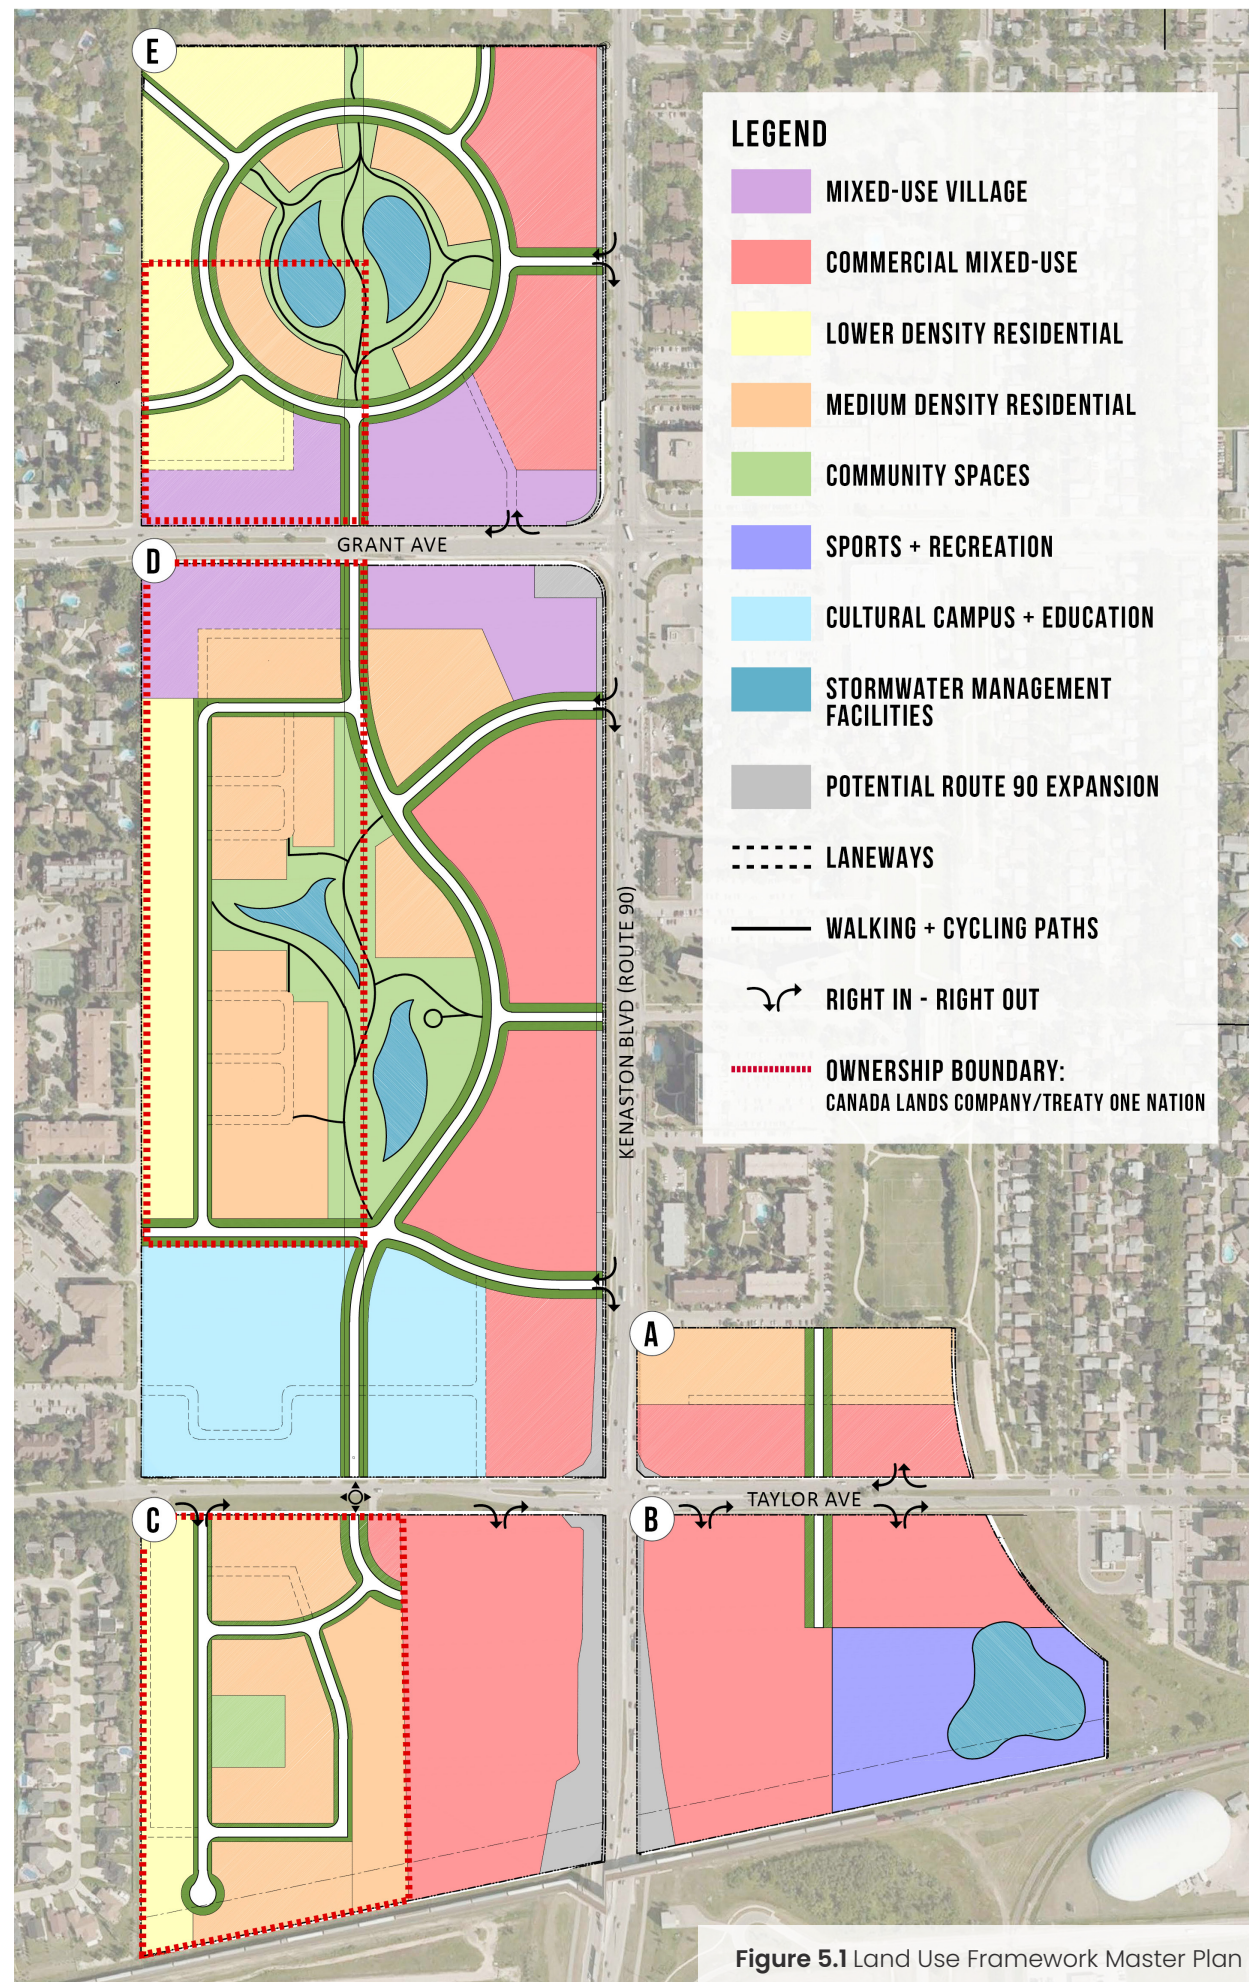 E
LEGEND
MIXED-USE VILLAGE
COMMERCIAL MIXED-USE
LOWER DENSITY RESIDENTIAL
MEDIUM DENSITY RESIDENTIAL
COMMUNITY SPACES
SPORTS + RECREATION
CULTURAL CAMPUS + EDUCATION
STORMWATER MANAGEMENT
FACILITIES
POTENTIAL ROUTE 90 EXPANSION
LANEWAYS
WALKING + CYCLING PATHS
RIGHT IN - RIGHT OUT
OWNERSHIP BOUNDARY:
CANADA LANDS COMPANY/TREATY ONE NATION
GRANT AVE
D
KENASTON BLVD (ROUTE 90)
A
TAYLOR AVE
C
B
Figure 5.1 Land Use Framework Master Plan